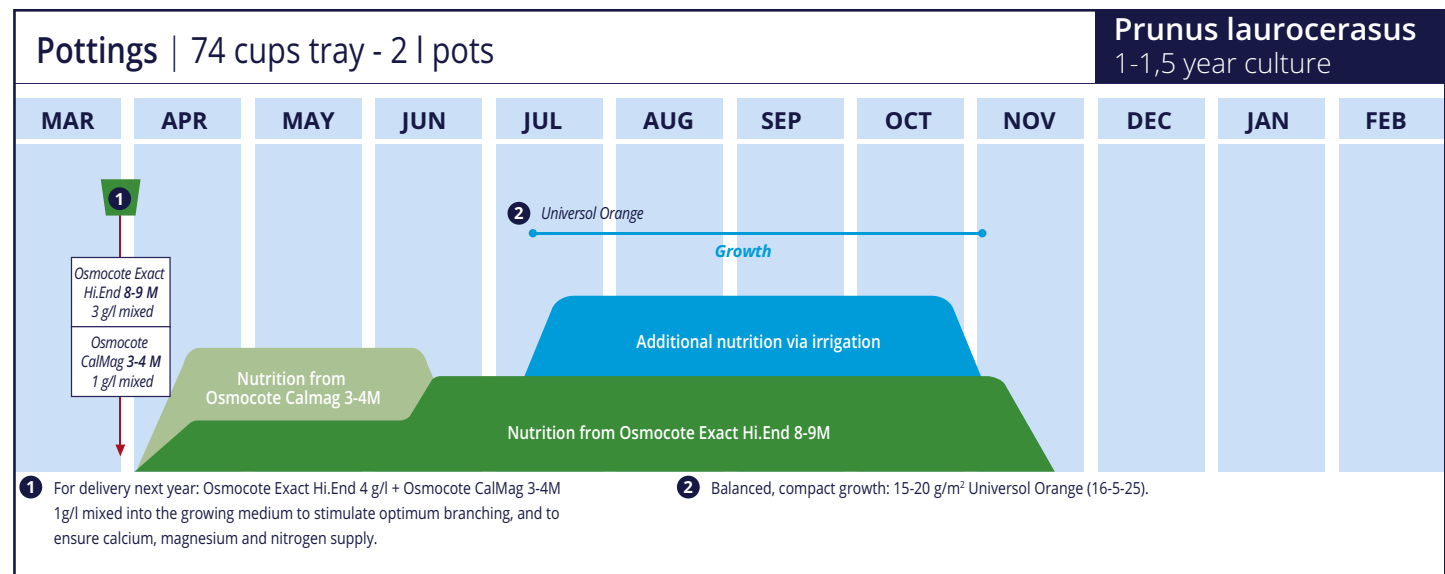 Pottings | 74 cups tray - 2 l pots
Prunus laurocerasus
1-1,5 year culture
MAR APR MAY JUN JUL AUG SEP OCT NOV DEC JAN FEB
1
2 Universol Orange
Growth
Osmocote Exact
Hi.End 8-9 M
3 g/l mixed
Osmocote
CalMag 3-4 M
1 g/l mixed
Additional nutrition via irrigation
Nutrition from
Osmocote Calmag 3-4M
Nutrition from Osmocote Exact Hi.End 8-9M
1 For delivery next year: Osmocote Exact Hi.End 4 g/l + Osmocote CalMag 3-4M
1g/l mixed into the growing medium to stimulate optimum branching, and to
ensure calcium, magnesium and nitrogen supply.
2 Balanced, compact growth: 15-20 g/m² Universol Orange (16-5-25).